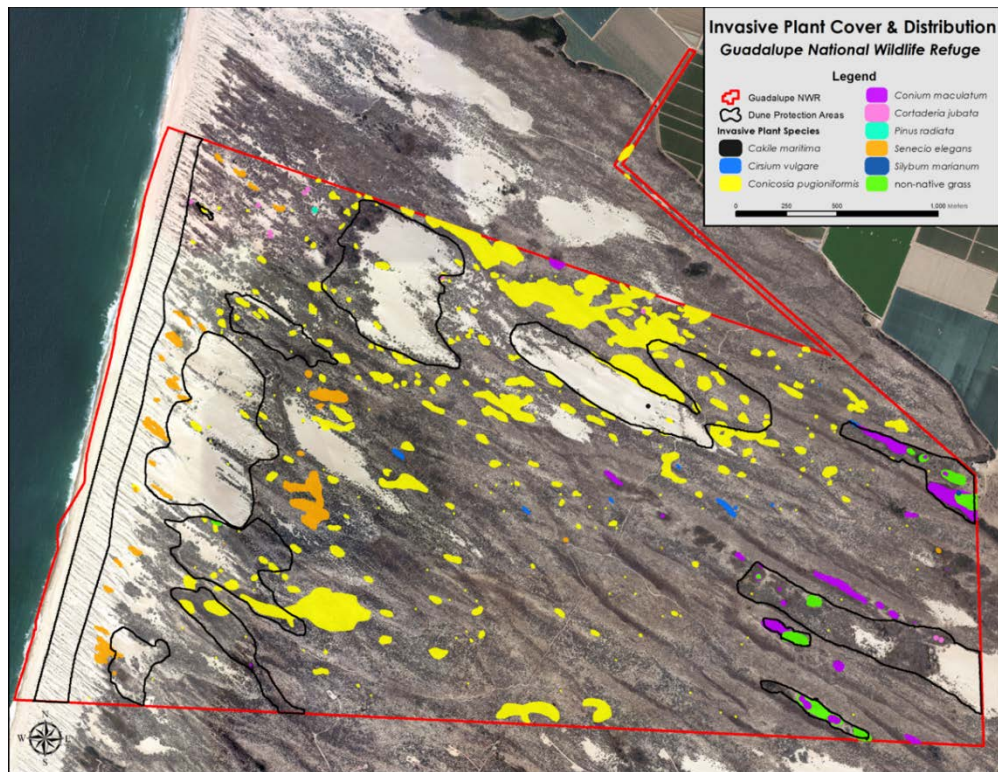 Invasive Plant Cover & Distribution
Guadalupe National Wildlife Refuge
Legend
Guadalupe NWR
Dune Protection Areas
Invasive Plant Species
Cakile maritima
Cirsium vulgare
Conicosia pugioniformis
Conium maculatum
Cortaderia jubata
Pinus radiata
Senecio elegans
Silybum marianum
non-native grass
0 250 500 1,000 Meters
N
W E
S